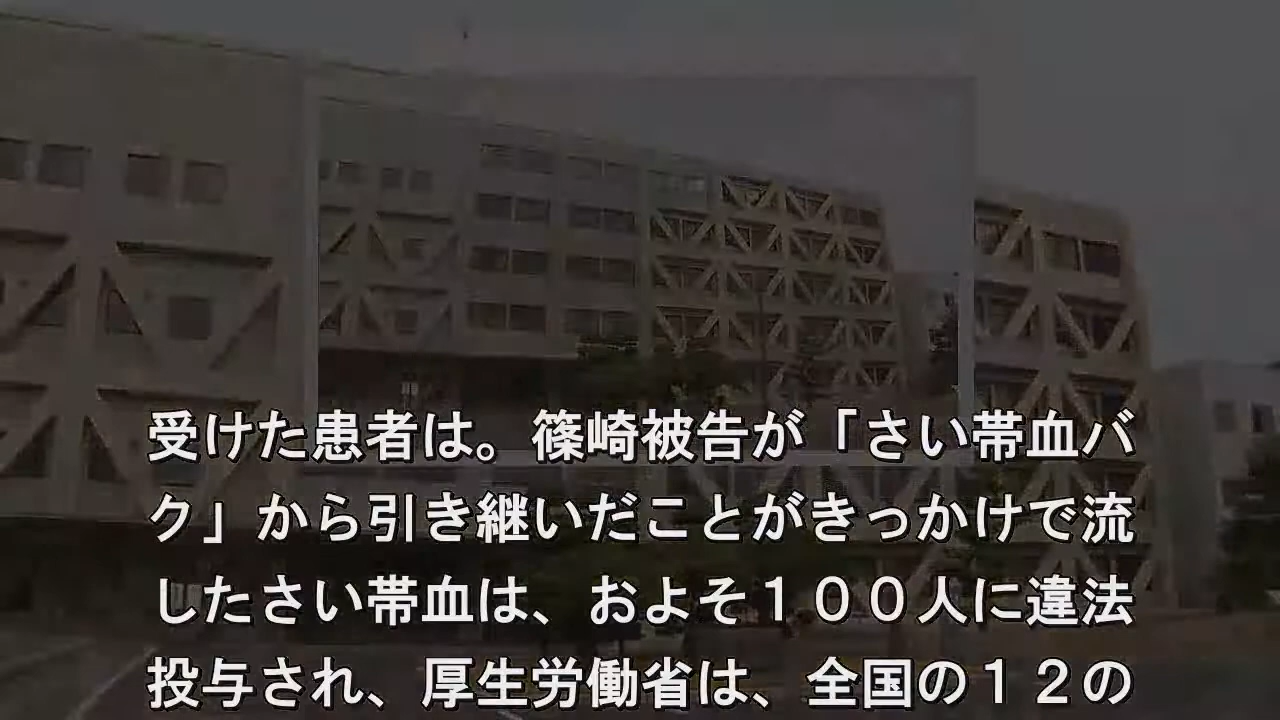 受けた患者は。篠崎被告が「さい帯血バ
ク」から引き継いだことがきっかけで流
したさい帯血は、およそ１００人に違法
投与され、厚生労働省は、全国の１２の